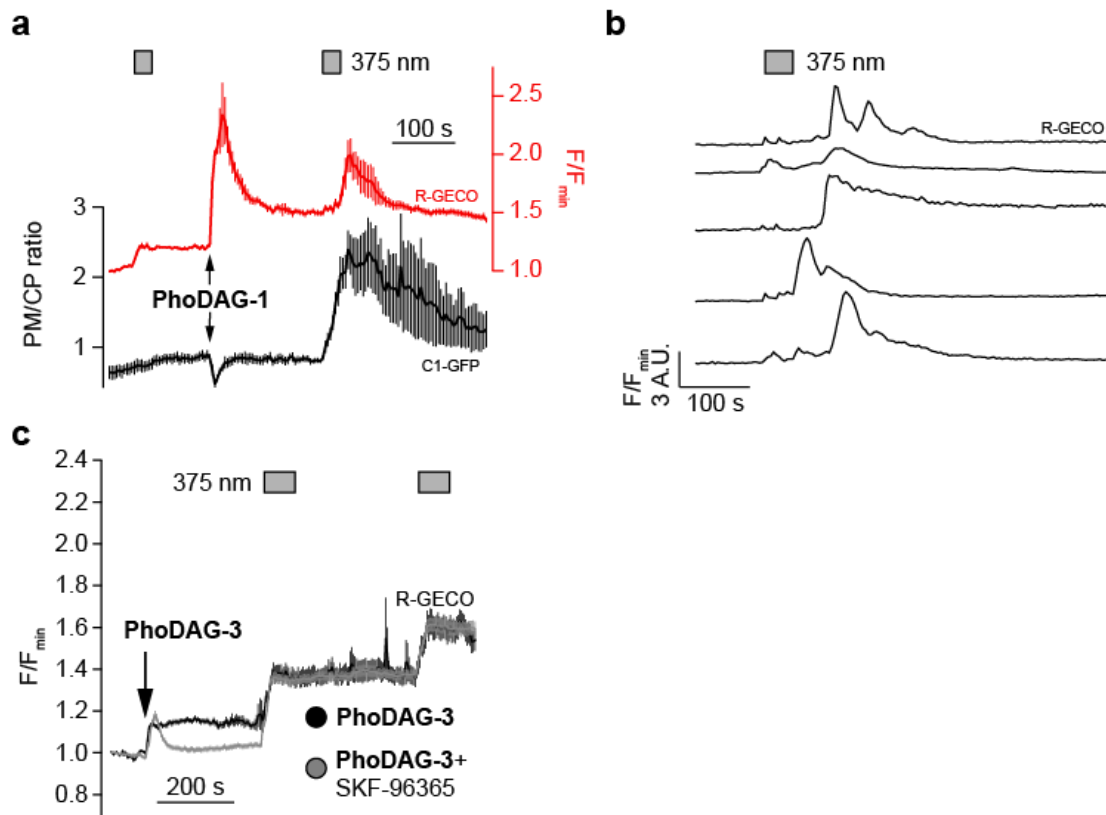 a
375 nm
100 s
2.5
2.0
1.5
1.0
F/Fmin
R-GECO
3
2
1
PM/CP ratio
PhoDAG-1
C1-GFP
b
375 nm
R-GECO
F/Fmin
3 A.U.
100 s
c
2.4
2.2
2.0
1.8
1.6
1.4
1.2
1.0
0.8
F/Fmin
375 nm
R-GECO
PhoDAG-3
200 s
PhoDAG-3
PhoDAG-3+
SKF-96365